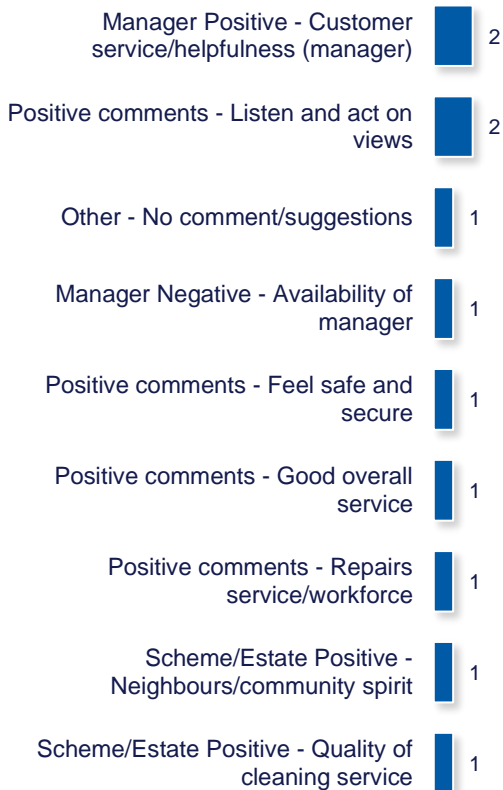 Manager Positive - Customer
service/helpfulness (manager)
2
Positive comments - Listen and act on
views
2
Other - No comment/suggestions
1
Manager Negative - Availability of
manager
1
Positive comments - Feel safe and
secure
1
Positive comments - Good overall
service
1
Positive comments - Repairs
service/workforce
1
Scheme/Estate Positive -
Neighbours/community spirit
1
Scheme/Estate Positive - Quality of
cleaning service
1